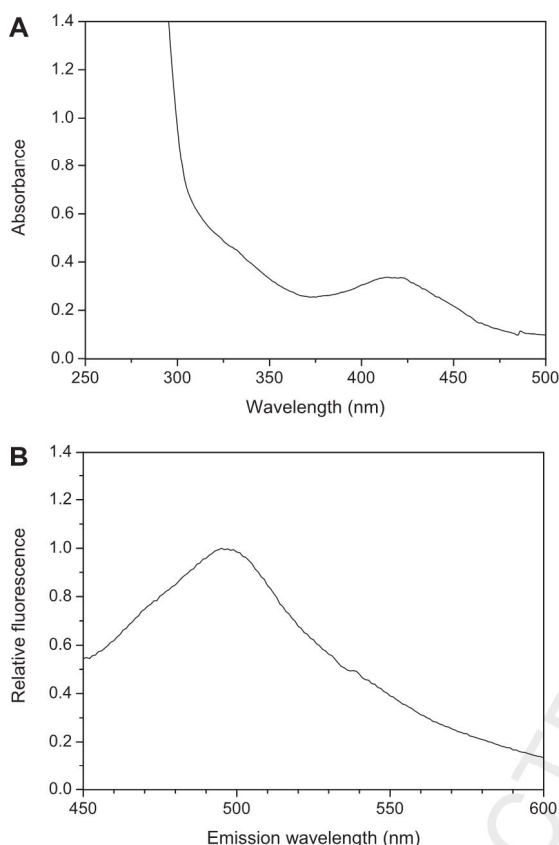 A
1.4
1.2
1.0
0.8
0.6
0.4
0.2
0.0
Absorbance
250 300 350 400 450 500
Wavelength (nm)
B
1.4
1.2
1.0
0.8
0.6
0.4
0.2
0.0
Relative fluorescence
450 500 550 600
Emission wavelength (nm)
CTE